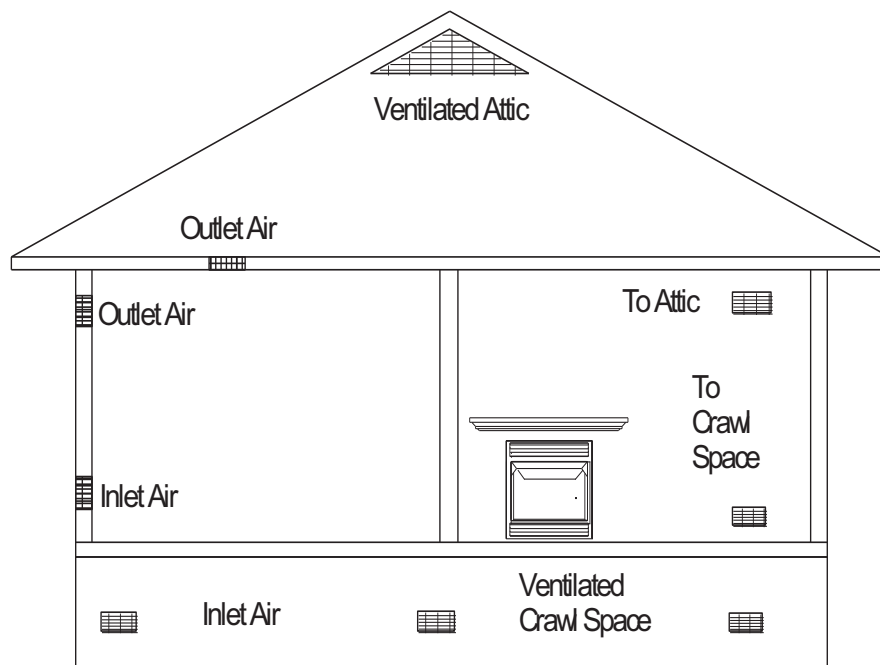 Ventilated Attic
Outlet Air
Outlet Air
To Attic
To
Crawl
Space
Inlet Air
Inlet Air
Ventilated
Crawl Space